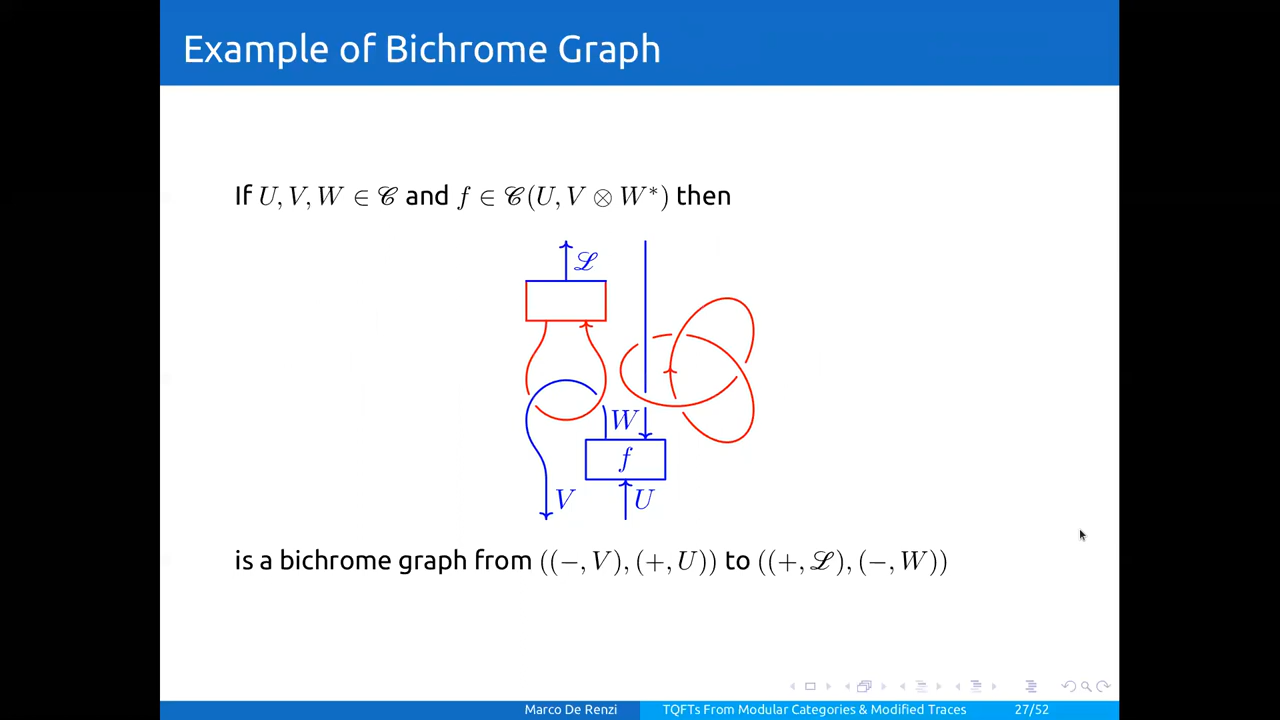 Example of Bichrome Graph
If U, V, W ∈ 𝒞 and f ∈ 𝒞(U, V ⊗ W*) then
ℒ
W
f
V U
is a bichrome graph from ((−, V), (+, U)) to ((+, ℒ), (−, W))
Marco De Renzi TQFTs From Modular Categories & Modified Traces 27/52